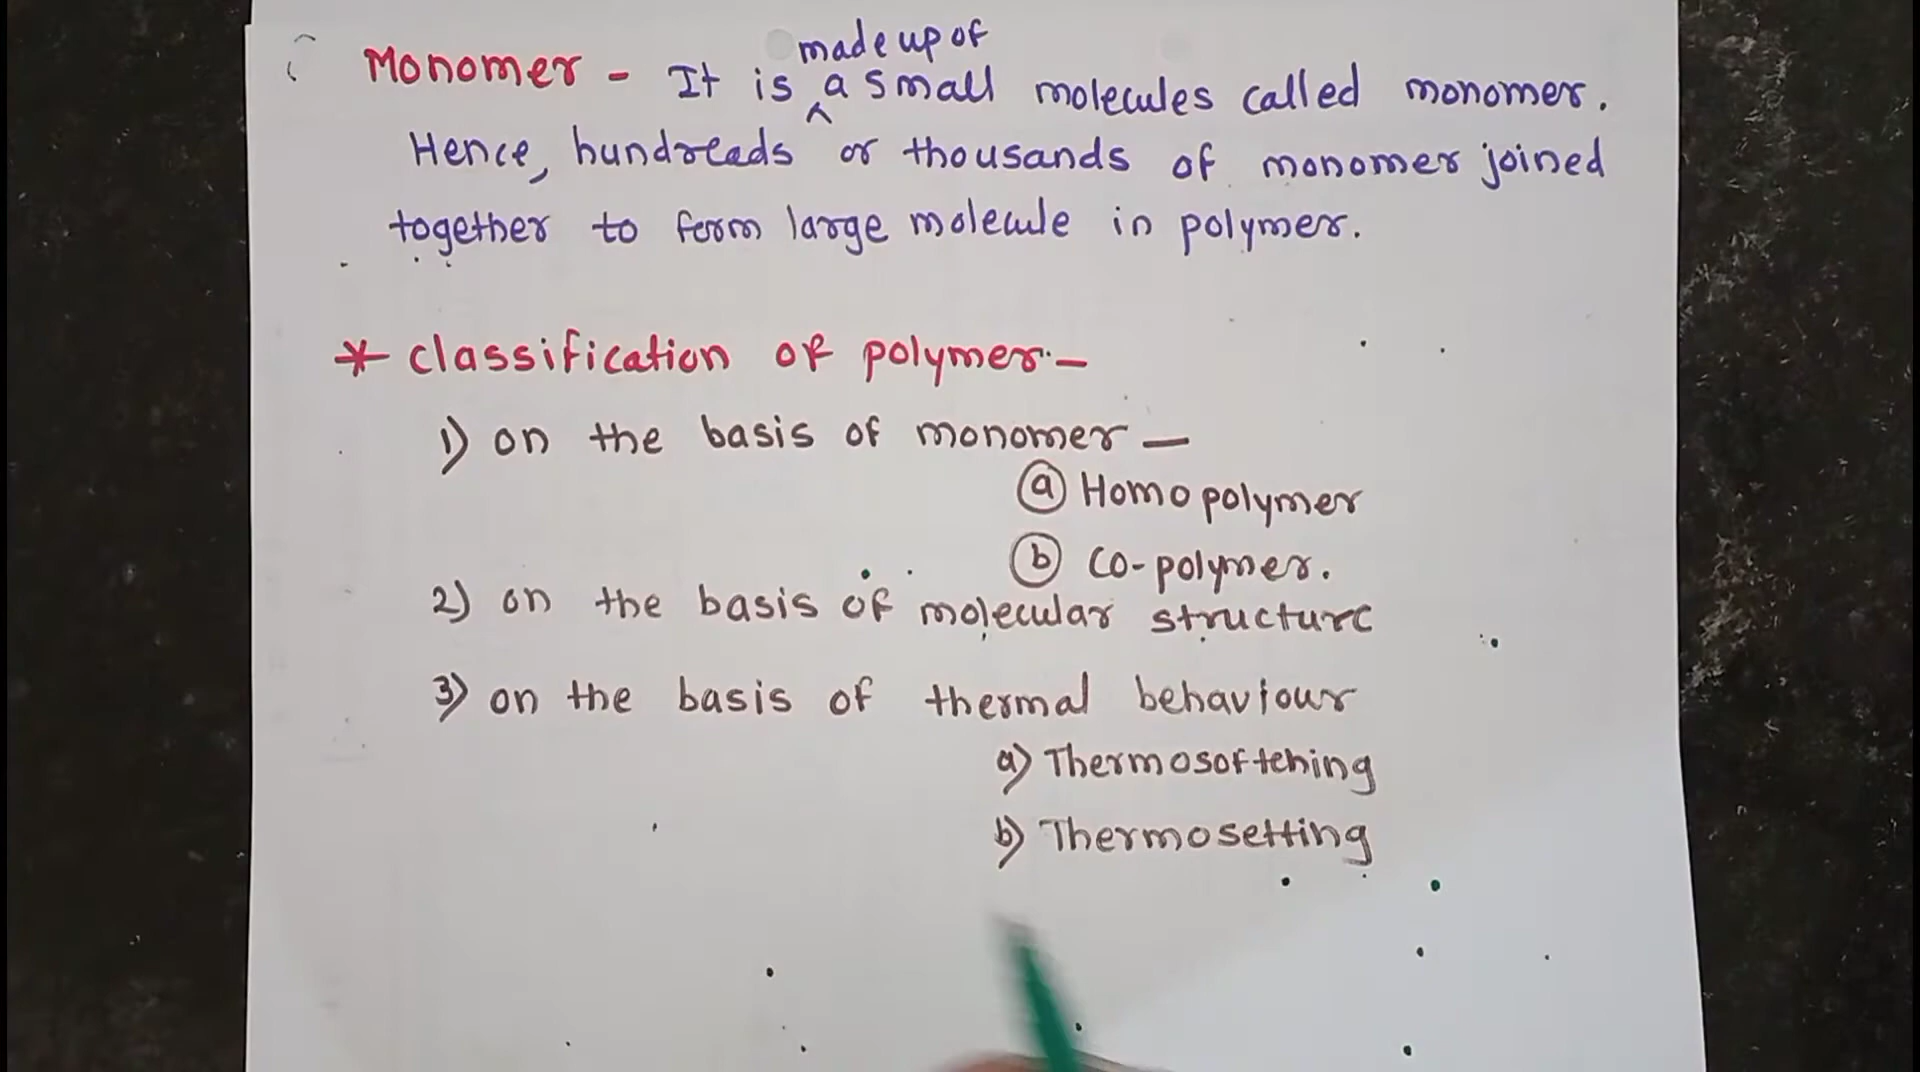 made up of
Monomer - It is a small molecules called monomer.
Hence, hundreads or thousands of monomer joined
together to form large molecule in polymer.
* classification of polymer -
1) on the basis of monomer -
(a) Homopolymer
(b) Co-polymer.
2) on the basis of molecular structure
3) on the basis of thermal behaviour
a) Thermosoftening
b) Thermosetting